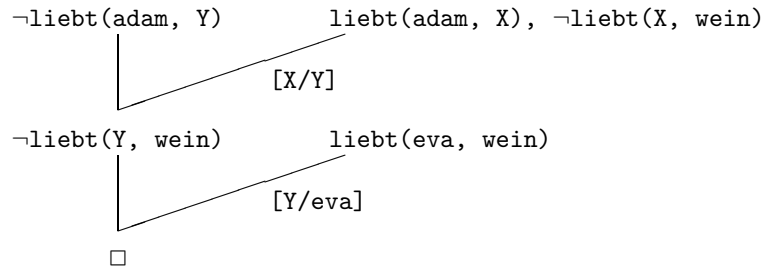 ¬liebt(adam, Y) liebt(adam, X), ¬liebt(X, wein)
[X/Y]
¬liebt(Y, wein) liebt(eva, wein)
[Y/eva]
□